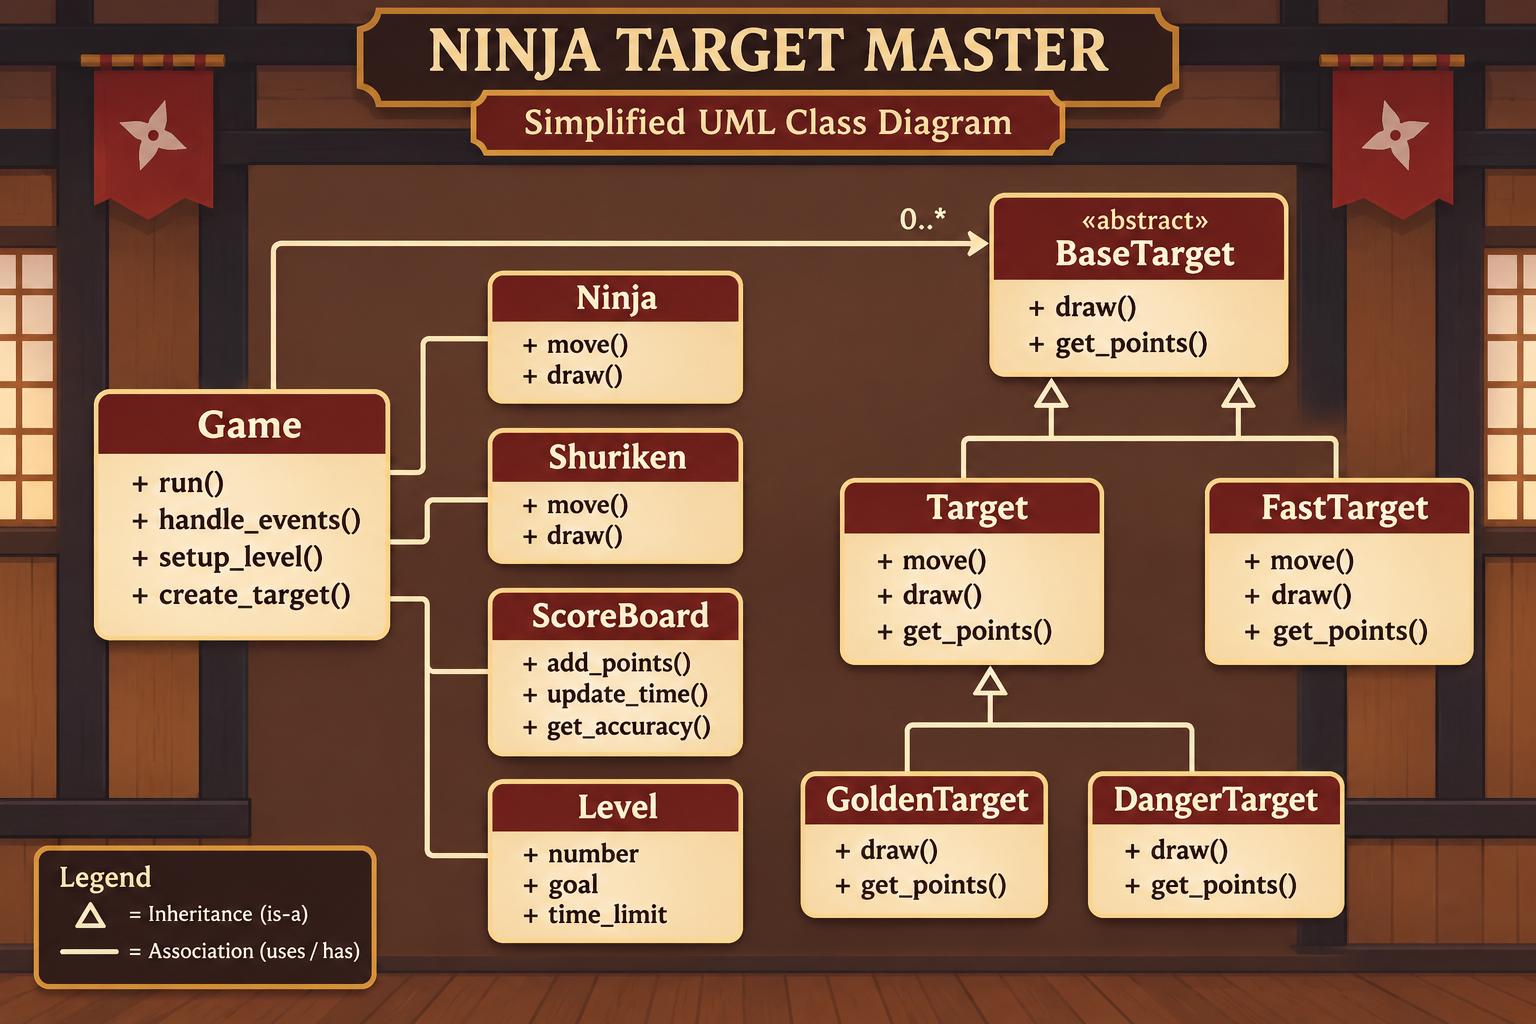 NINJA TARGET MASTER
Simplified UML Class Diagram
0..*
«abstract»
BaseTarget
+ draw()
+ get_points()
Ninja
+ move()
+ draw()
Game
+ run()
+ handle_events()
+ setup_level()
+ create_target()
Shuriken
+ move()
+ draw()
Target
+ move()
+ draw()
+ get_points()
FastTarget
+ move()
+ draw()
+ get_points()
ScoreBoard
+ add_points()
+ update_time()
+ get_accuracy()
Level
+ number
+ goal
+ time_limit
GoldenTarget
+ draw()
+ get_points()
DangerTarget
+ draw()
+ get_points()
Legend
= Inheritance (is-a)
= Association (uses / has)